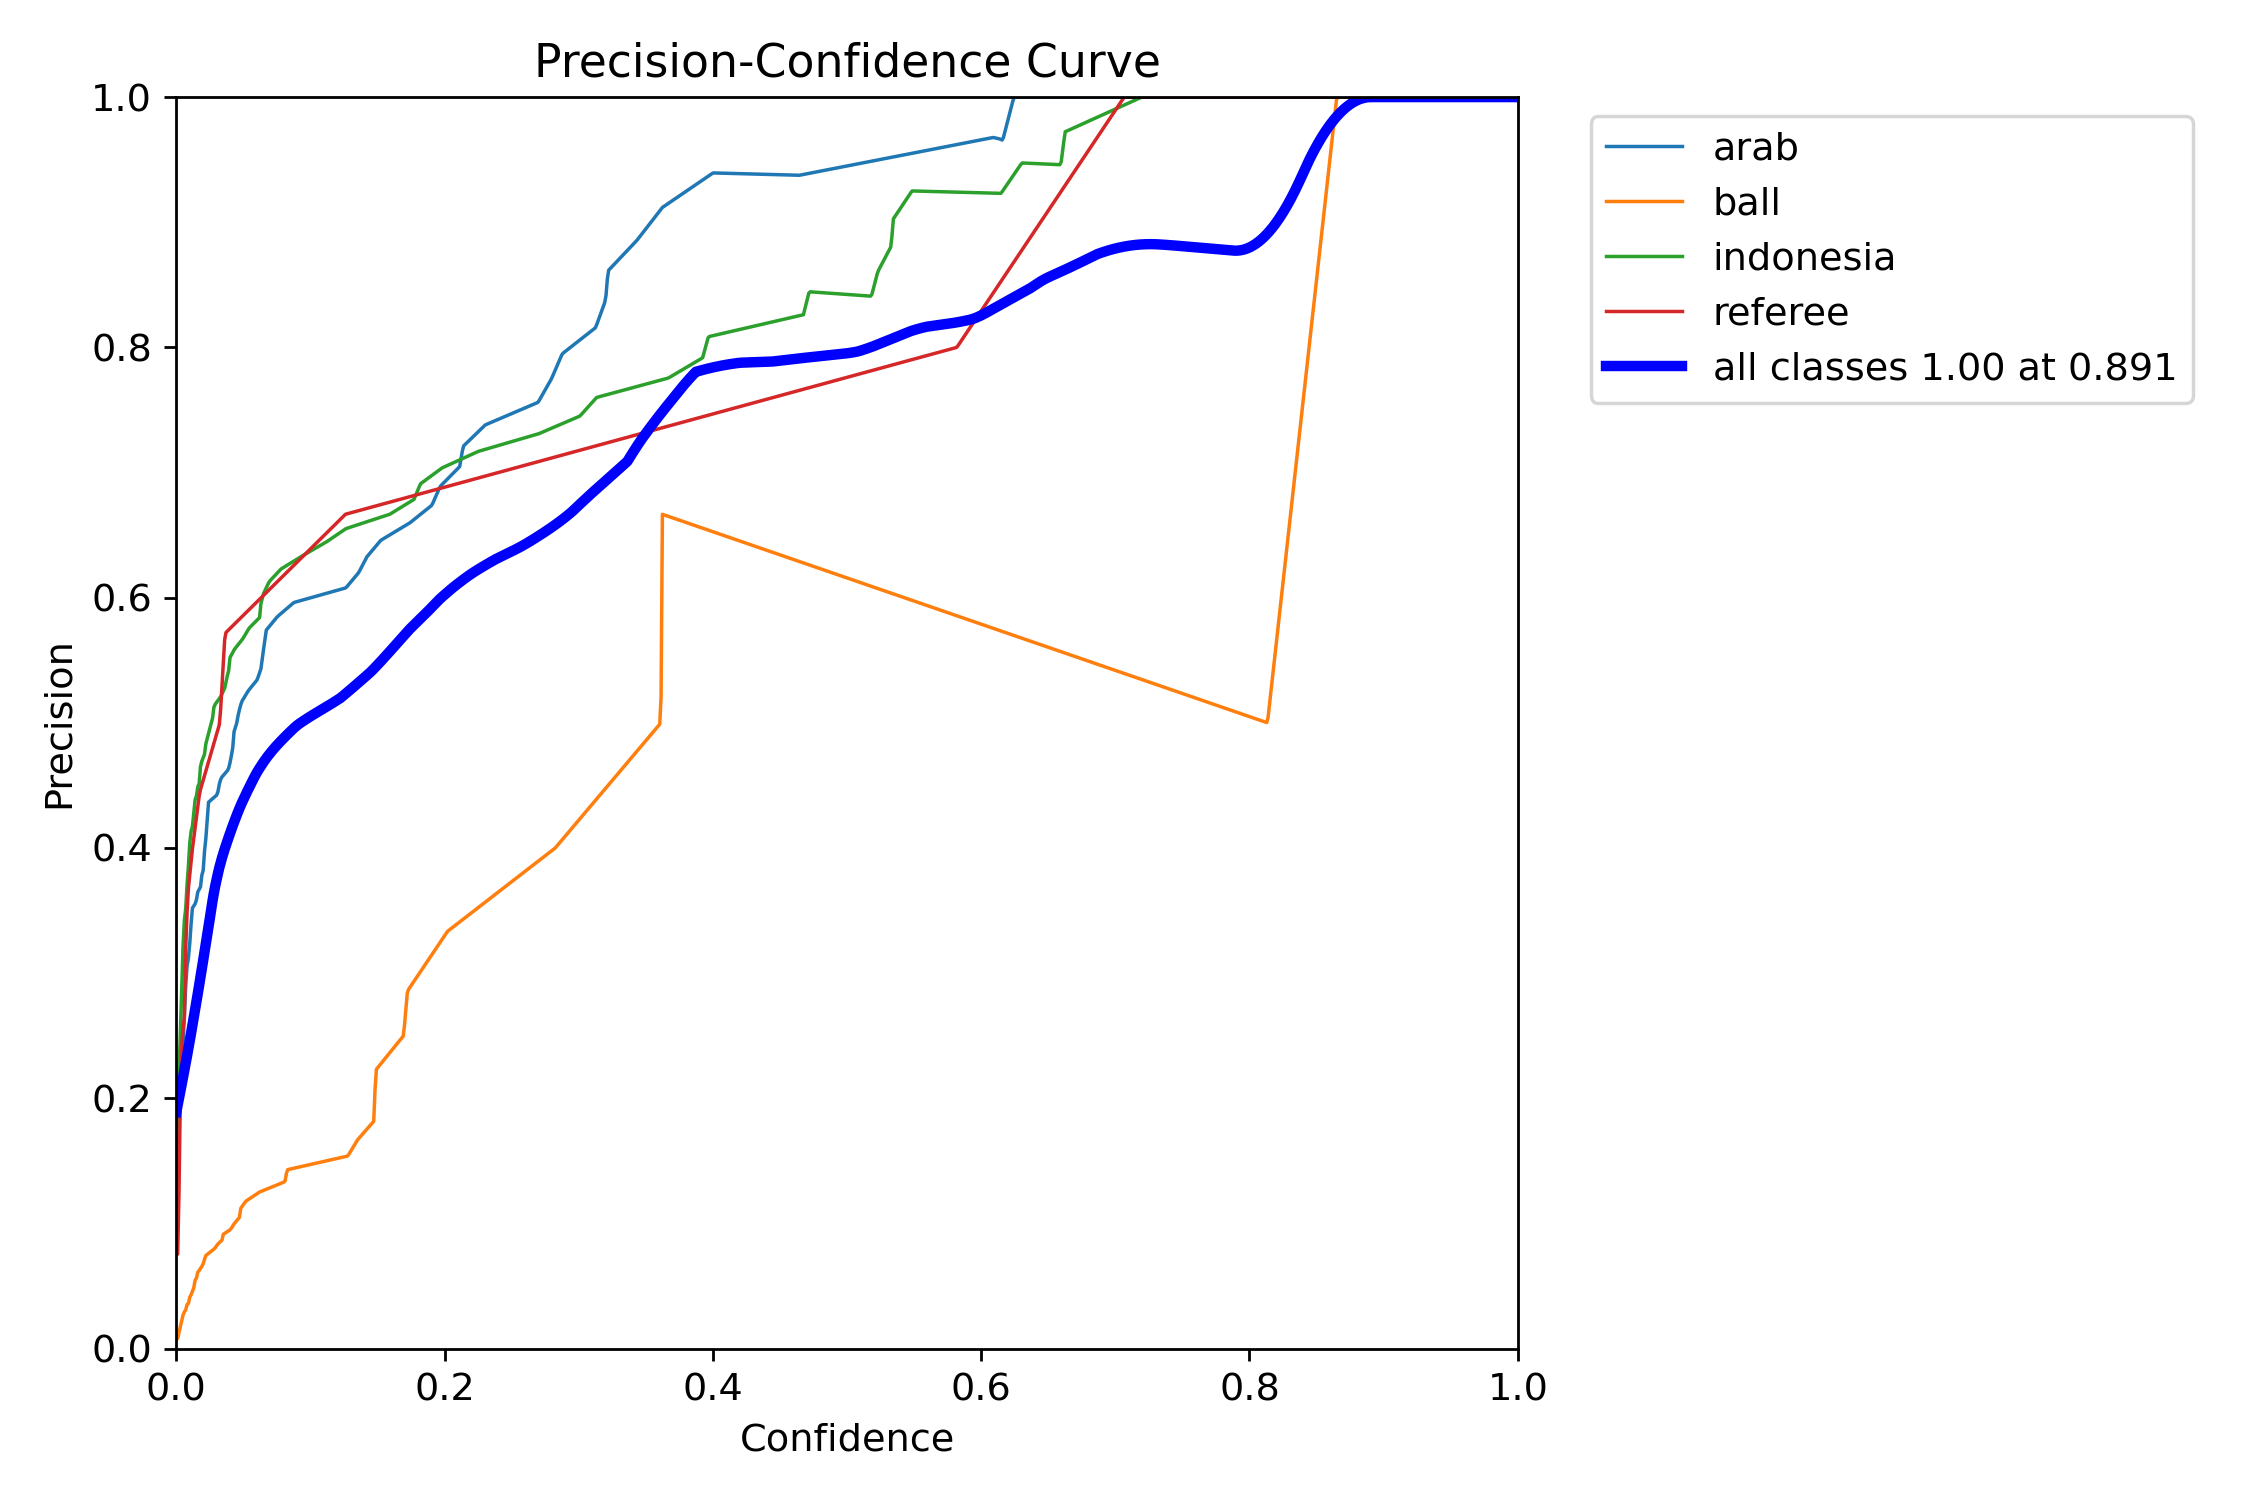 Precision-Confidence Curve
1.0
0.8
0.6
0.4
0.2
0.0
Precision
0.0 0.2 0.4 0.6 0.8 1.0
Confidence
arab
ball
indonesia
referee
all classes 1.00 at 0.891